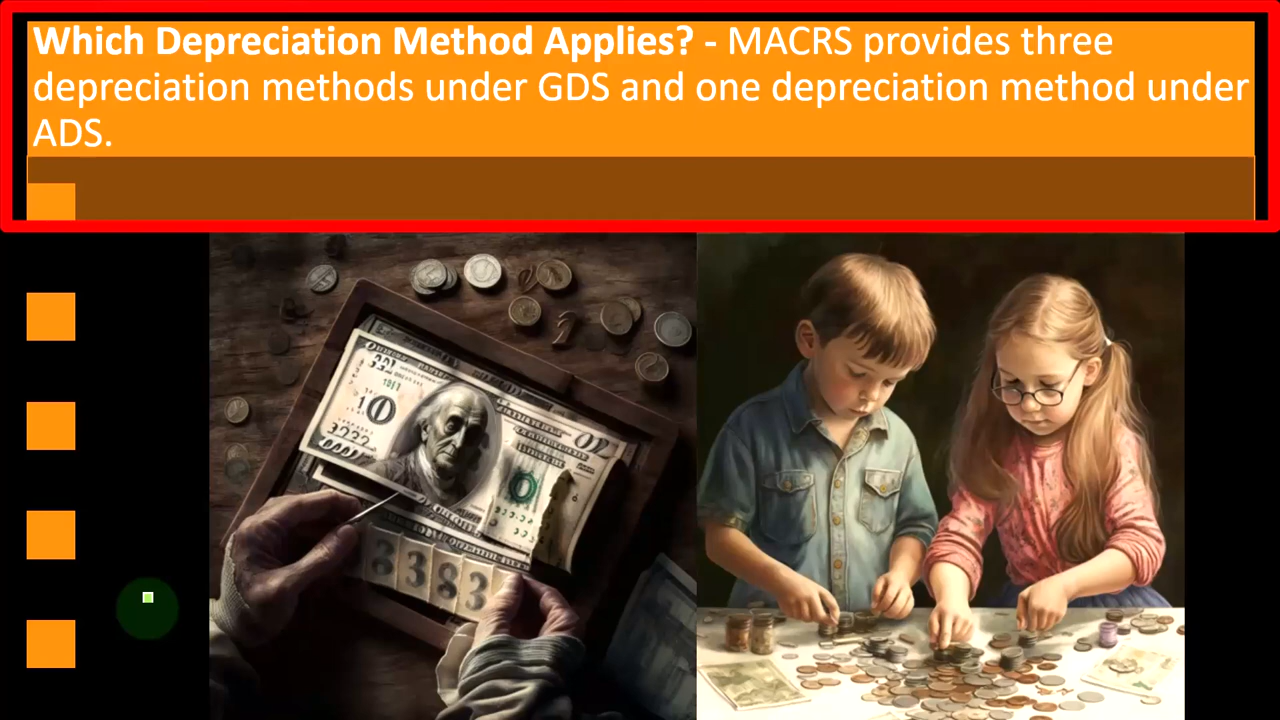 Which Depreciation Method Applies? - MACRS provides three
depreciation methods under GDS and one depreciation method under
ADS.